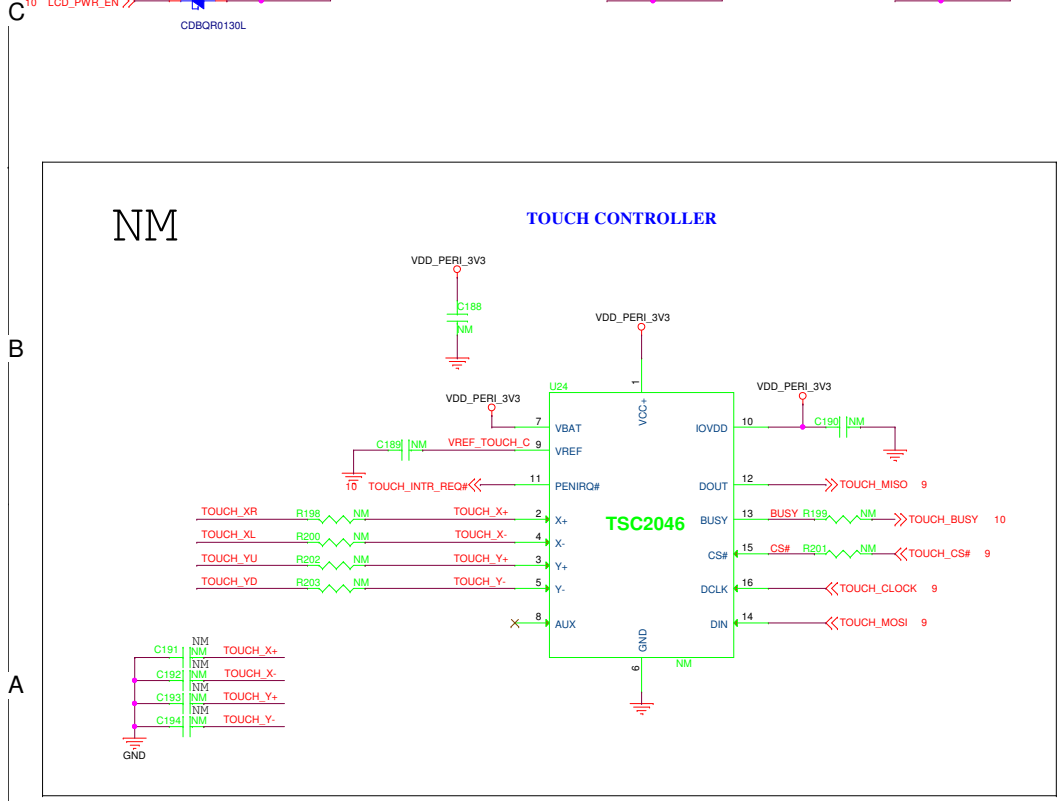 C
10 LCD_PWR_EN
CDBQR0130L
NM
TOUCH CONTROLLER
VDD_PERI_3V3
C188
NM
VDD_PERI_3V3
B
U24
1
VCC+
VDD_PERI_3V3
VDD_PERI_3V3
7 VBAT
IOVDD 10
C190 NM
C189 NM VREF_TOUCH_C 9 VREF
10 TOUCH_INTR_REQ# 11 PENIRQ#
DOUT 12 TOUCH_MISO 9
TOUCH_XR R198 NM TOUCH_X+ 2 X+
TSC2046
BUSY 13 BUSY R199 NM TOUCH_BUSY 10
TOUCH_XL R200 NM TOUCH_X- 4 X-
CS# 15 CS# R201 NM TOUCH_CS# 9
TOUCH_YU R202 NM TOUCH_Y+ 3 Y+
TOUCH_YD R203 NM TOUCH_Y- 5 Y-
DCLK 16 TOUCH_CLOCK 9
8 AUX
DIN 14 TOUCH_MOSI 9
GND
6
NM
A
NM
C191 NM TOUCH_X+
NM
C192 NM TOUCH_X-
NM
C193 NM TOUCH_Y+
NM
C194 NM TOUCH_Y-
GND